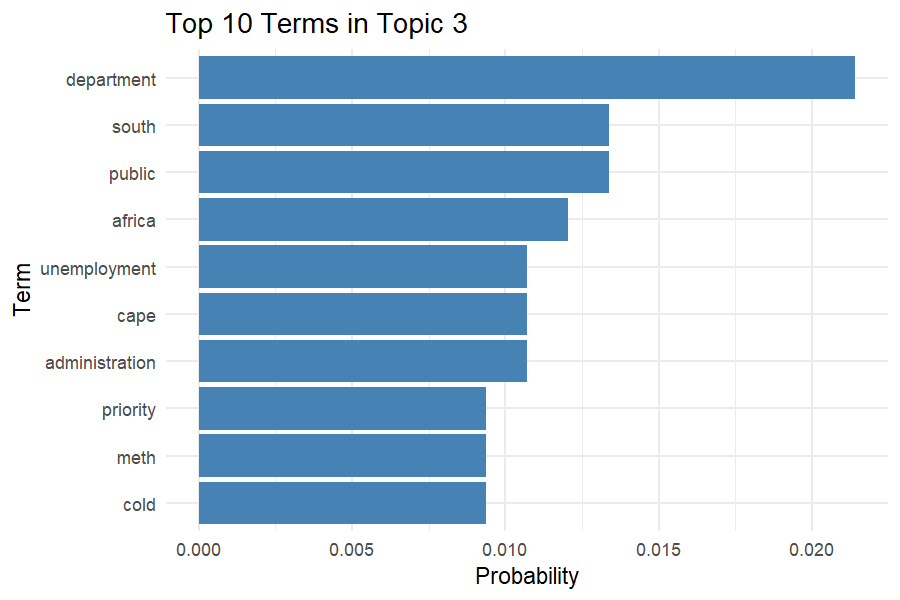 Top 10 Terms in Topic 3
Term
department
south
public
africa
unemployment
cape
administration
priority
meth
cold
0.000 0.005 0.010 0.015 0.020
Probability